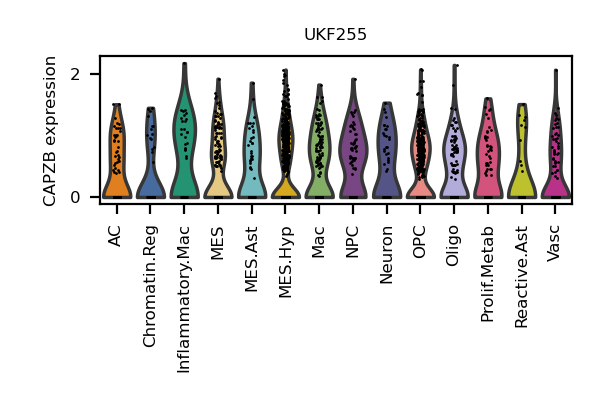 UKF255
CAPZB expression
2
0
AC
Chromatin.Reg
Inflammatory.Mac
MES
MES.Ast
MES.Hyp
Mac
NPC
Neuron
OPC
Oligo
Prolif.Metab
Reactive.Ast
Vasc